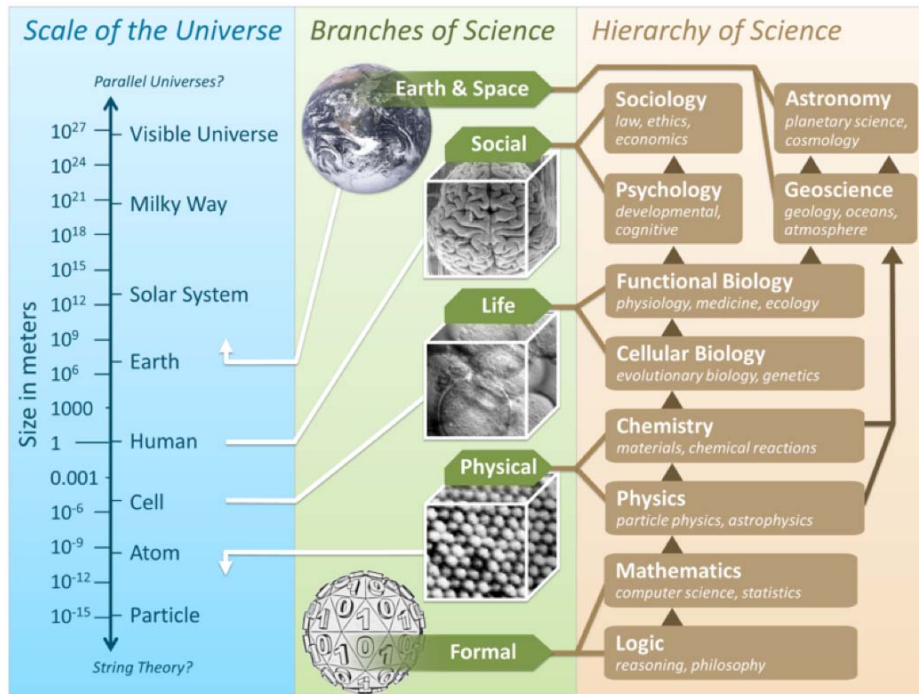 Scale of the Universe
Parallel Universes?
Size in meters
10²⁷
Visible Universe
10²⁴
10²¹
Milky Way
10¹⁸
10¹⁵
Solar System
10¹²
10⁹
Earth
10⁶
1000
1
Human
0.001
Cell
10⁻⁶
10⁻⁹
Atom
10⁻¹²
10⁻¹⁵
Particle
String Theory?
Branches of Science
Earth & Space
Social
Life
Physical
Formal
Hierarchy of Science
Sociology
law, ethics,
economics
Astronomy
planetary science,
cosmology
Psychology
developmental,
cognitive
Geoscience
geology, oceans,
atmosphere
Functional Biology
physiology, medicine, ecology
Cellular Biology
evolutionary biology, genetics
Chemistry
materials, chemical reactions
Physics
particle physics, astrophysics
Mathematics
computer science, statistics
Logic
reasoning, philosophy